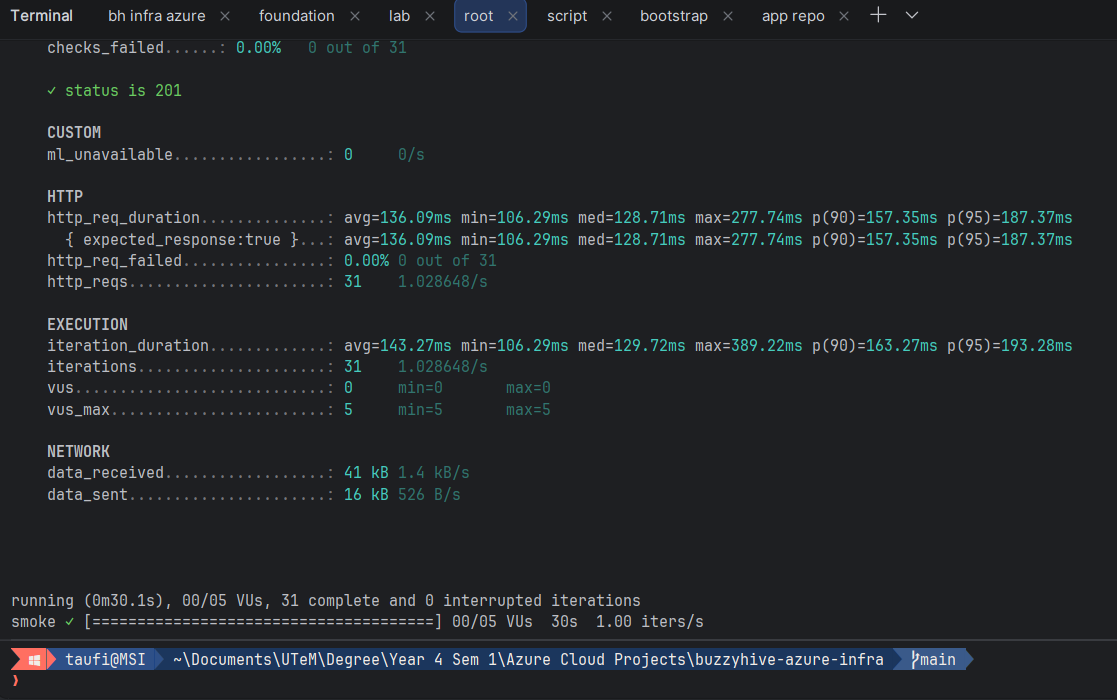 Terminal bh infra azure × foundation × lab × root × script × bootstrap × app repo × +
checks_failed......: 0.00% 0 out of 31
✓ status is 201
CUSTOM
ml_unavailable.................: 0 0/s
HTTP
http_req_duration..............: avg=136.09ms min=106.29ms med=128.71ms max=277.74ms p(90)=157.35ms p(95)=187.37ms
{ expected_response:true }...: avg=136.09ms min=106.29ms med=128.71ms max=277.74ms p(90)=157.35ms p(95)=187.37ms
http_req_failed................: 0.00% 0 out of 31
http_reqs......................: 31 1.028648/s
EXECUTION
iteration_duration.............: avg=143.27ms min=106.29ms med=129.72ms max=389.22ms p(90)=163.27ms p(95)=193.28ms
iterations.....................: 31 1.028648/s
vus............................: 0 min=0 max=0
vus_max........................: 5 min=5 max=5
NETWORK
data_received..................: 41 kB 1.4 kB/s
data_sent......................: 16 kB 526 B/s
running (0m30.1s), 00/05 VUs, 31 complete and 0 interrupted iterations
smoke ✓ [======================================] 00/05 VUs 30s 1.00 iters/s
taufi@MSI ~\Documents\UTeM\Degree\Year 4 Sem 1\Azure Cloud Projects\buzzyhive-azure-infra main
❯